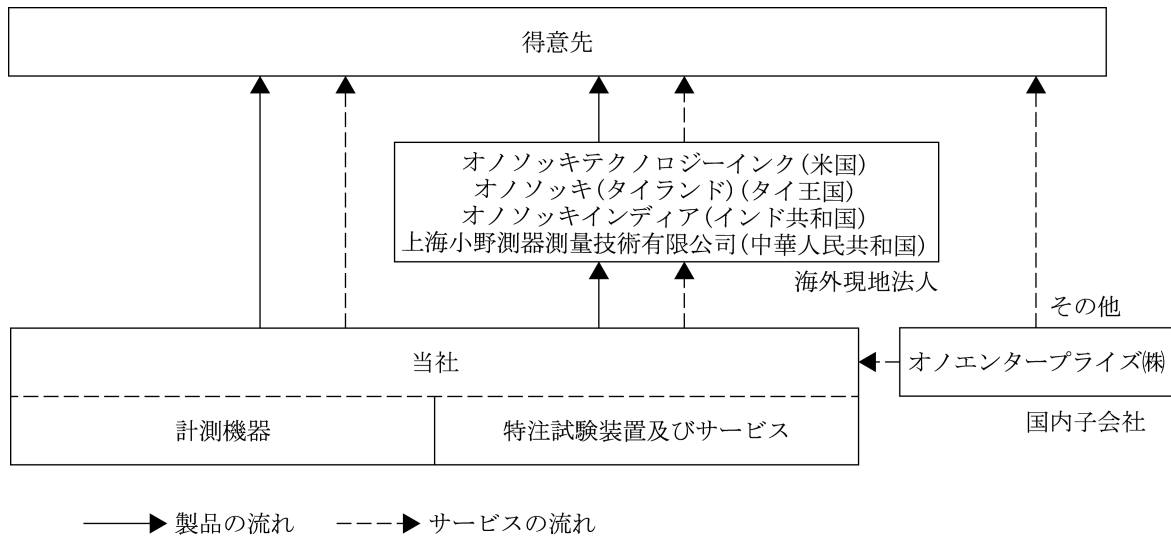 得意先
オノソッキテクノロジーインク(米国)
オノソッキ(タイランド)(タイ王国)
オノソッキインディア(インド共和国)
上海小野測器測量技術有限公司(中華人民共和国)
海外現地法人
その他
当社
オノエンタープライズ㈱
計測機器
特注試験装置及びサービス
国内子会社
製品の流れ
サービスの流れ